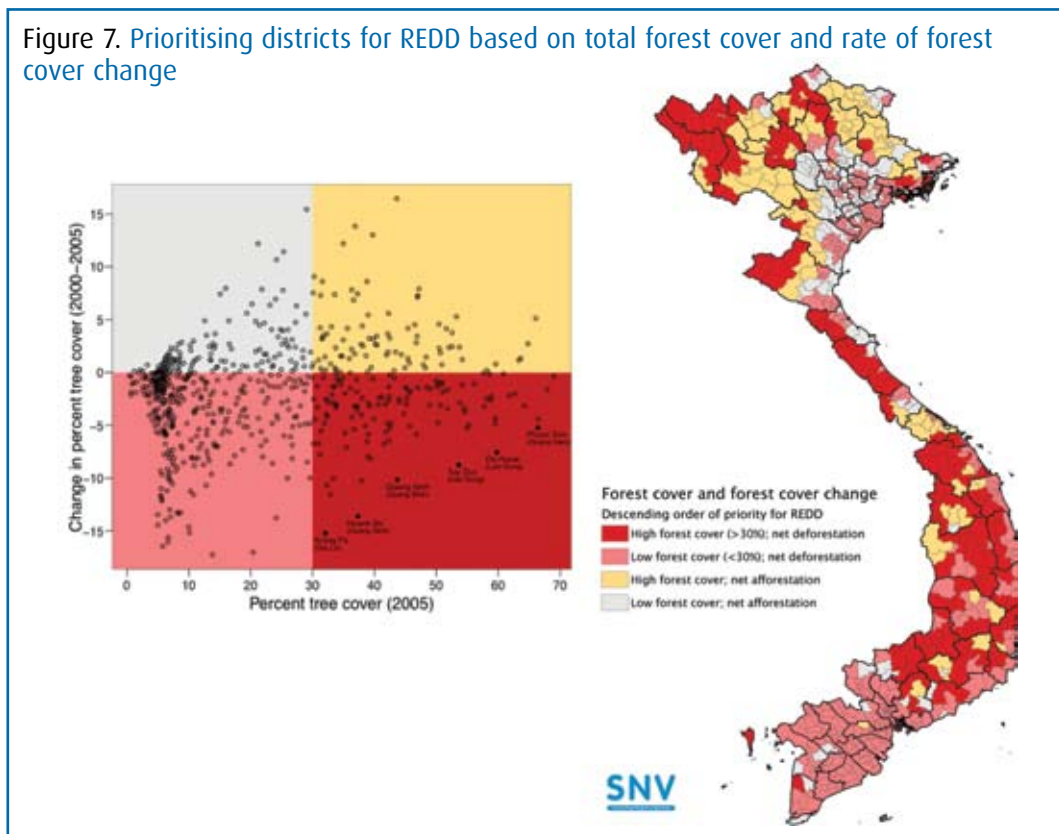 Figure 7. Prioritising districts for REDD based on total forest cover and rate of forest
cover change
Change in percent tree cover (2000–2005)
15
10
5
0
−5
−10
−15
0
10
20
30
40
50
60
70
Percent tree cover (2005)
Forest cover and forest cover change
Descending order of priority for REDD
High forest cover (>30%); net deforestation
Low forest cover (<30%); net deforestation
High forest cover; net afforestation
Low forest cover; net afforestation
SNV